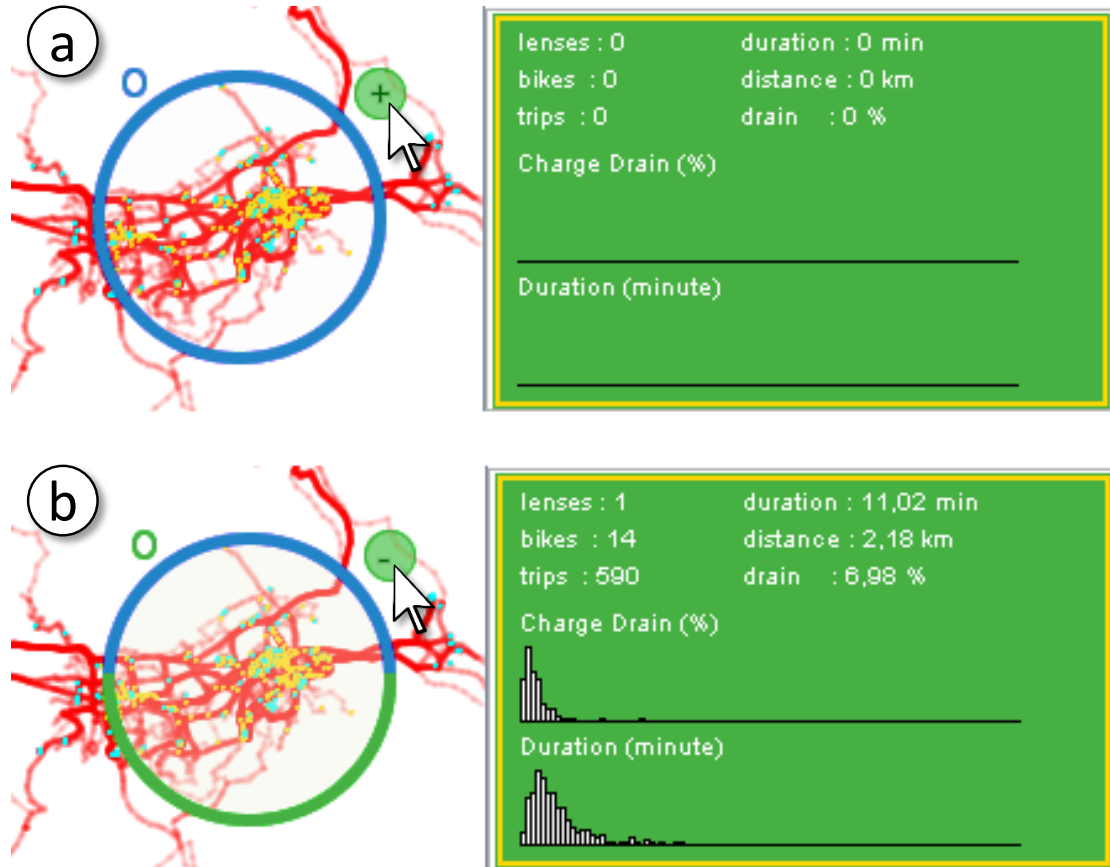 a
O
+
lenses : 0 duration : 0 min
bikes : 0 distance : 0 km
trips : 0 drain : 0 %
Charge Drain (%)
Duration (minute)
b
O
-
lenses : 1 duration : 11,02 min
bikes : 14 distance : 2,18 km
trips : 590 drain : 6,98 %
Charge Drain (%)
Duration (minute)